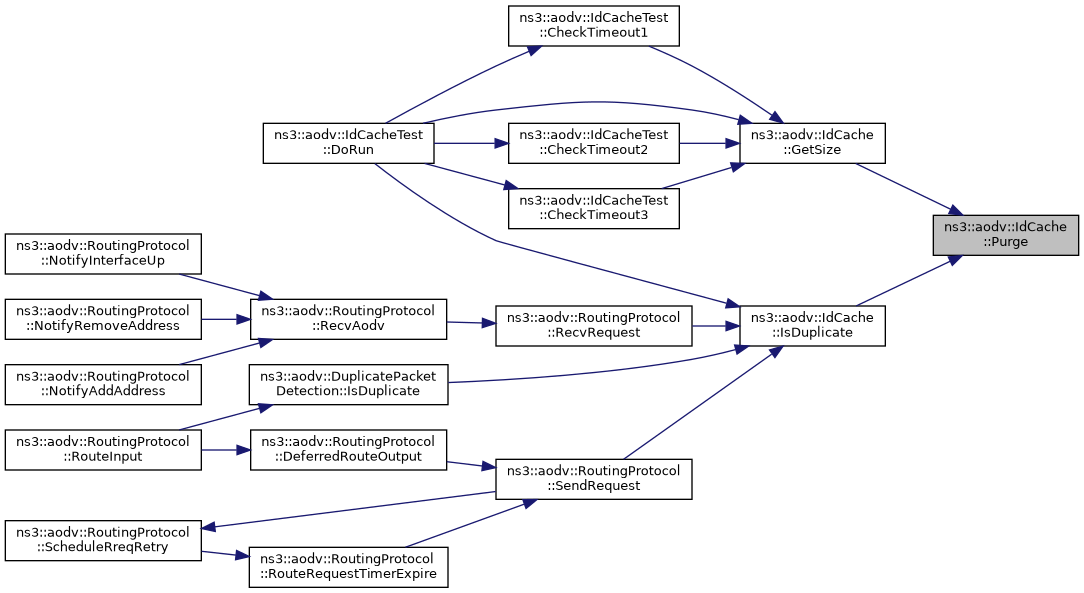 ns3::aodv::IdCacheTest
::CheckTimeout1
ns3::aodv::IdCacheTest
::DoRun
ns3::aodv::IdCacheTest
::CheckTimeout2
ns3::aodv::IdCache
::GetSize
ns3::aodv::IdCacheTest
::CheckTimeout3
ns3::aodv::IdCache
::Purge
ns3::aodv::RoutingProtocol
::NotifyInterfaceUp
ns3::aodv::RoutingProtocol
::NotifyRemoveAddress
ns3::aodv::RoutingProtocol
::RecvAodv
ns3::aodv::RoutingProtocol
::RecvRequest
ns3::aodv::IdCache
::IsDuplicate
ns3::aodv::RoutingProtocol
::NotifyAddAddress
ns3::aodv::DuplicatePacket
Detection::IsDuplicate
ns3::aodv::RoutingProtocol
::RouteInput
ns3::aodv::RoutingProtocol
::DeferredRouteOutput
ns3::aodv::RoutingProtocol
::SendRequest
ns3::aodv::RoutingProtocol
::ScheduleRreqRetry
ns3::aodv::RoutingProtocol
::RouteRequestTimerExpire